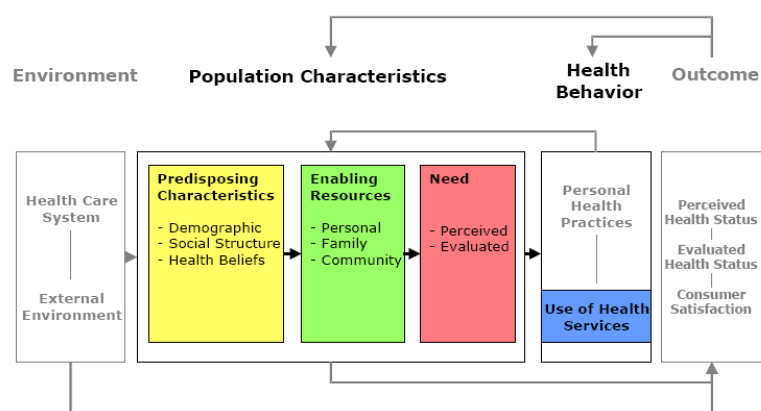 Environment
Population Characteristics
Health
Behavior
Outcome
Health Care
System
External
Environment
Predisposing
Characteristics
- Demographic
- Social Structure
- Health Beliefs
Enabling
Resources
- Personal
- Family
- Community
Need
- Perceived
- Evaluated
Personal
Health
Practices
Use of Health
Services
Perceived
Health Status
Evaluated
Health Status
Consumer
Satisfaction